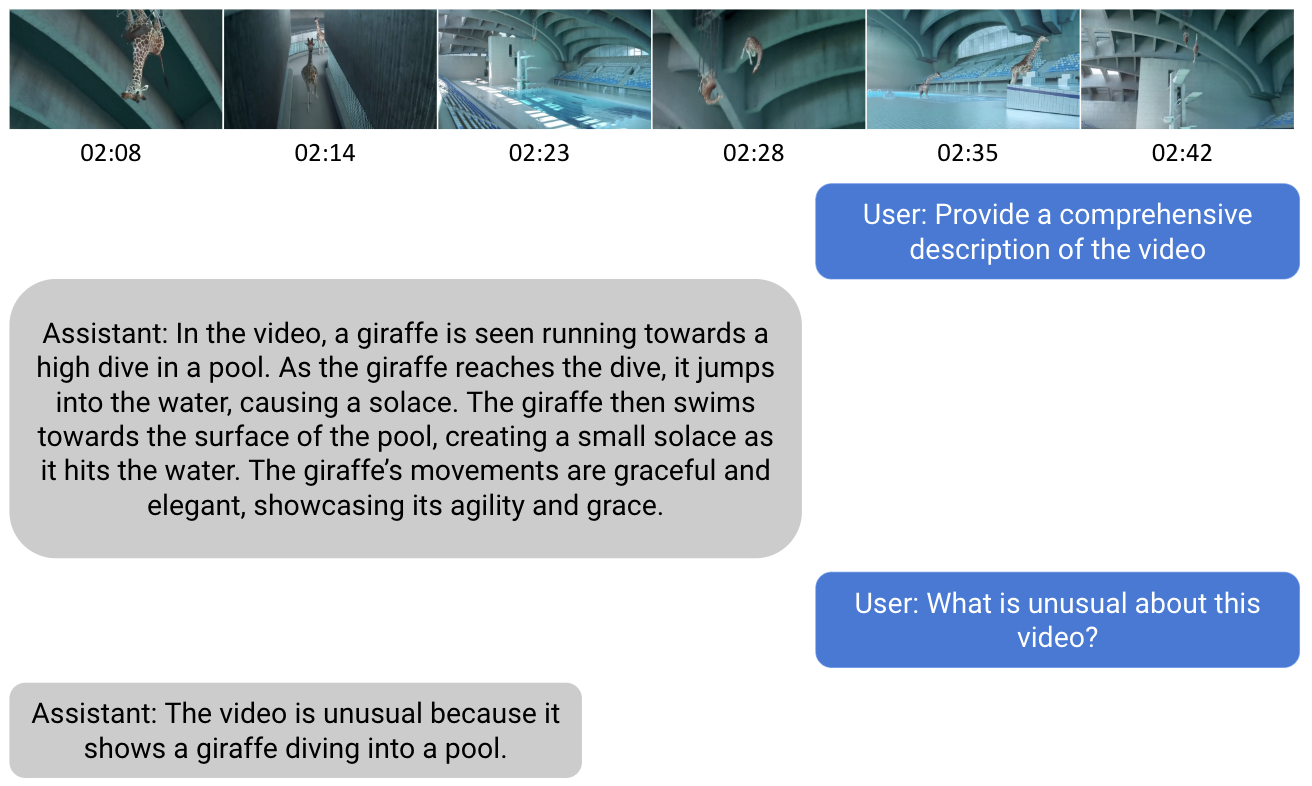 02:08 02:14 02:23 02:28 02:35 02:42
User: Provide a comprehensive
description of the video
Assistant: In the video, a giraffe is seen running towards a
high dive in a pool. As the giraffe reaches the dive, it jumps
into the water, causing a solace. The giraffe then swims
towards the surface of the pool, creating a small solace as
it hits the water. The giraffe’s movements are graceful and
elegant, showcasing its agility and grace.
User: What is unusual about this
video?
Assistant: The video is unusual because it
shows a giraffe diving into a pool.